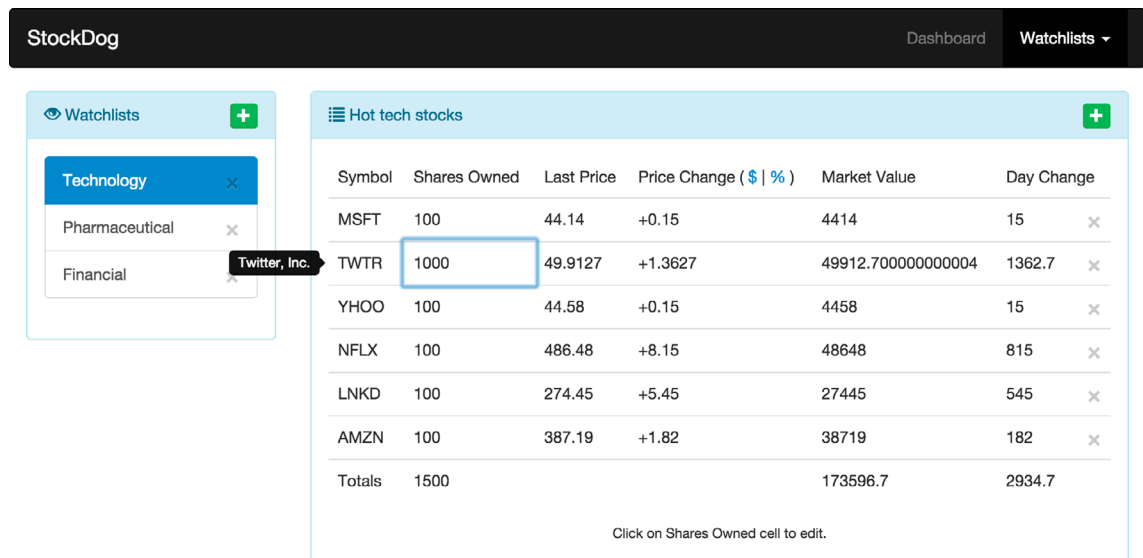 StockDog Dashboard Watchlists
Watchlists
Technology
Pharmaceutical
Financial
Hot tech stocks
Symbol Shares Owned Last Price Price Change ( $ | % ) Market Value Day Change
MSFT 100 44.14 +0.15 4414 15
Twitter, Inc. TWTR 1000 49.9127 +1.3627 49912.700000000004 1362.7
YHOO 100 44.58 +0.15 4458 15
NFLX 100 486.48 +8.15 48648 815
LNKD 100 274.45 +5.45 27445 545
AMZN 100 387.19 +1.82 38719 182
Totals 1500 173596.7 2934.7
Click on Shares Owned cell to edit.